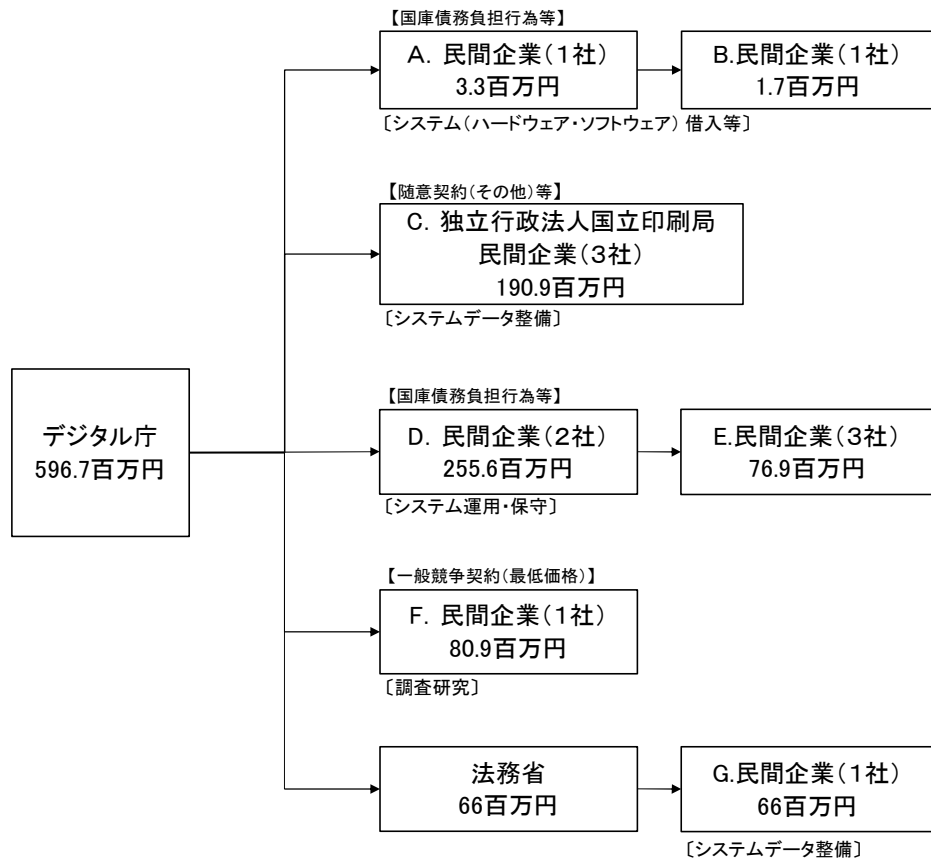 デジタル庁
596.7百万円
【国庫債務負担行為等】
A. 民間企業(1社)
3.3百万円
〔システム(ハードウェア・ソフトウェア) 借入等〕
B.民間企業(1社)
1.7百万円
【随意契約(その他)等】
C. 独立行政法人国立印刷局
民間企業(3社)
190.9百万円
〔システムデータ整備〕
【国庫債務負担行為等】
D. 民間企業(2社)
255.6百万円
〔システム運用・保守〕
E.民間企業(3社)
76.9百万円
【一般競争契約(最低価格)】
F. 民間企業(1社)
80.9百万円
〔調査研究〕
法務省
66百万円
G.民間企業(1社)
66百万円
〔システムデータ整備〕